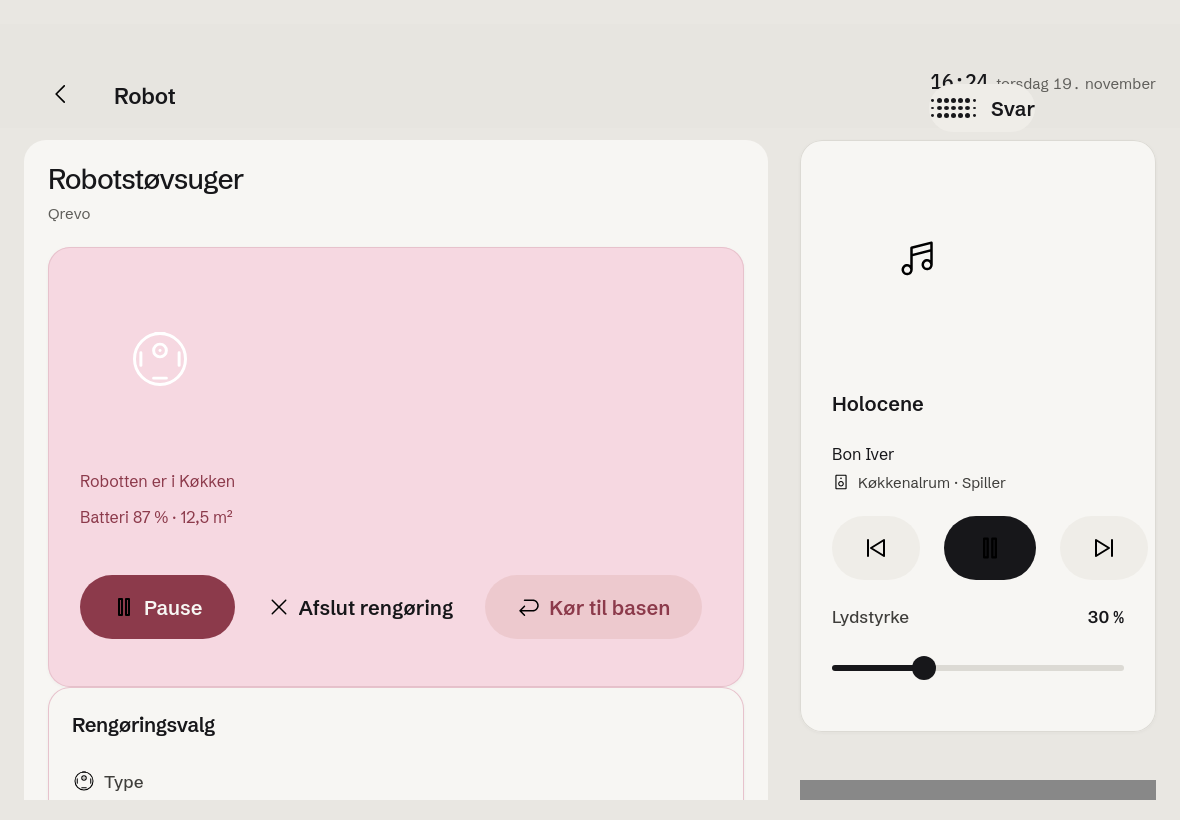 Robot
16:24 torsdag 19. november
Svar
Robotstøvsuger
Qrevo
Robotten er i Køkken
Batteri 87 % · 12,5 m²
Pause
Afslut rengøring
Kør til basen
Rengøringsvalg
Type
Holocene
Bon Iver
Køkkenalrum · Spiller
Lydstyrke
30 %